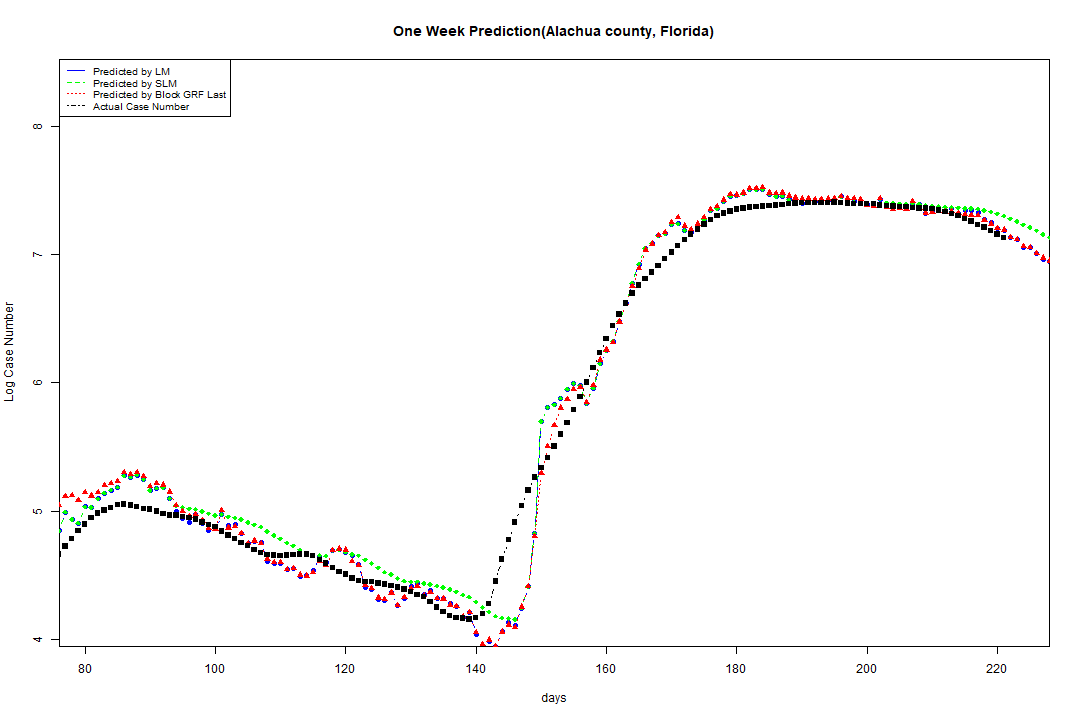 One Week Prediction(Alachua county, Florida)
Predicted by LM
Predicted by SLM
Predicted by Block GRF Last
Actual Case Number
8
7
6
5
4
Log Case Number
80 100 120 140 160 180 200 220
days